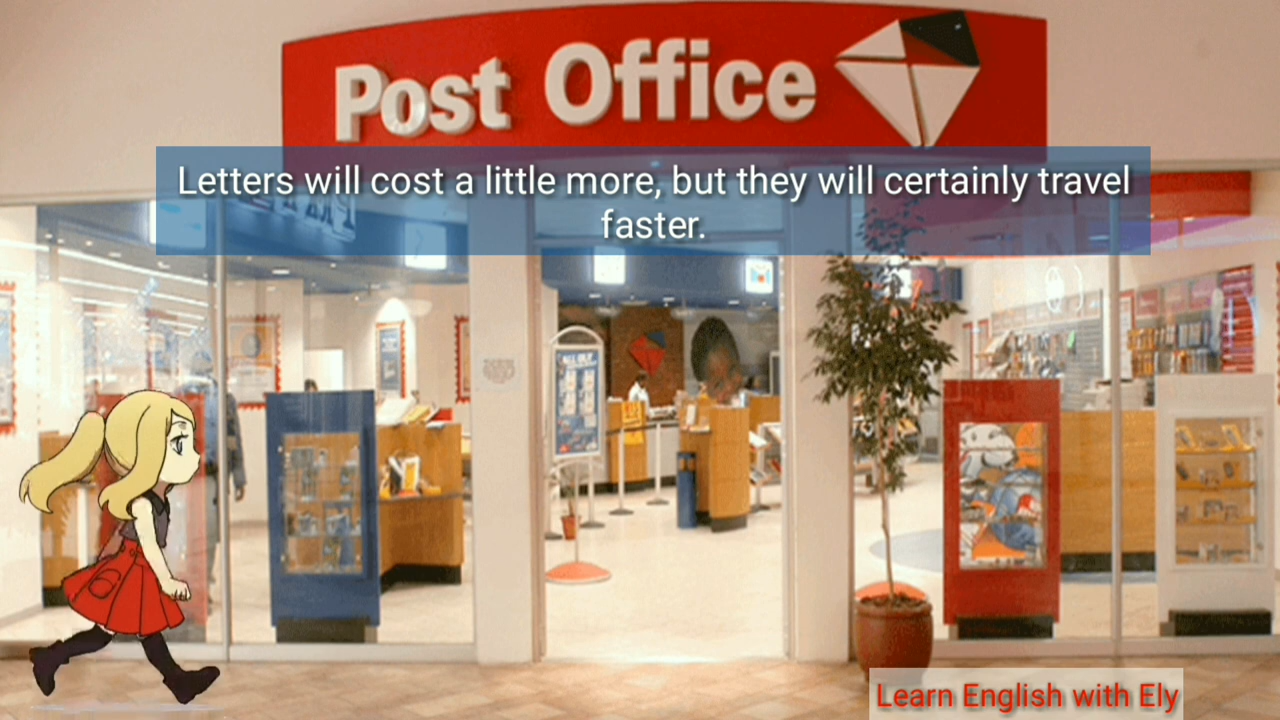 Post Office
Letters will cost a little more, but they will certainly travel
faster.
Learn English with Ely